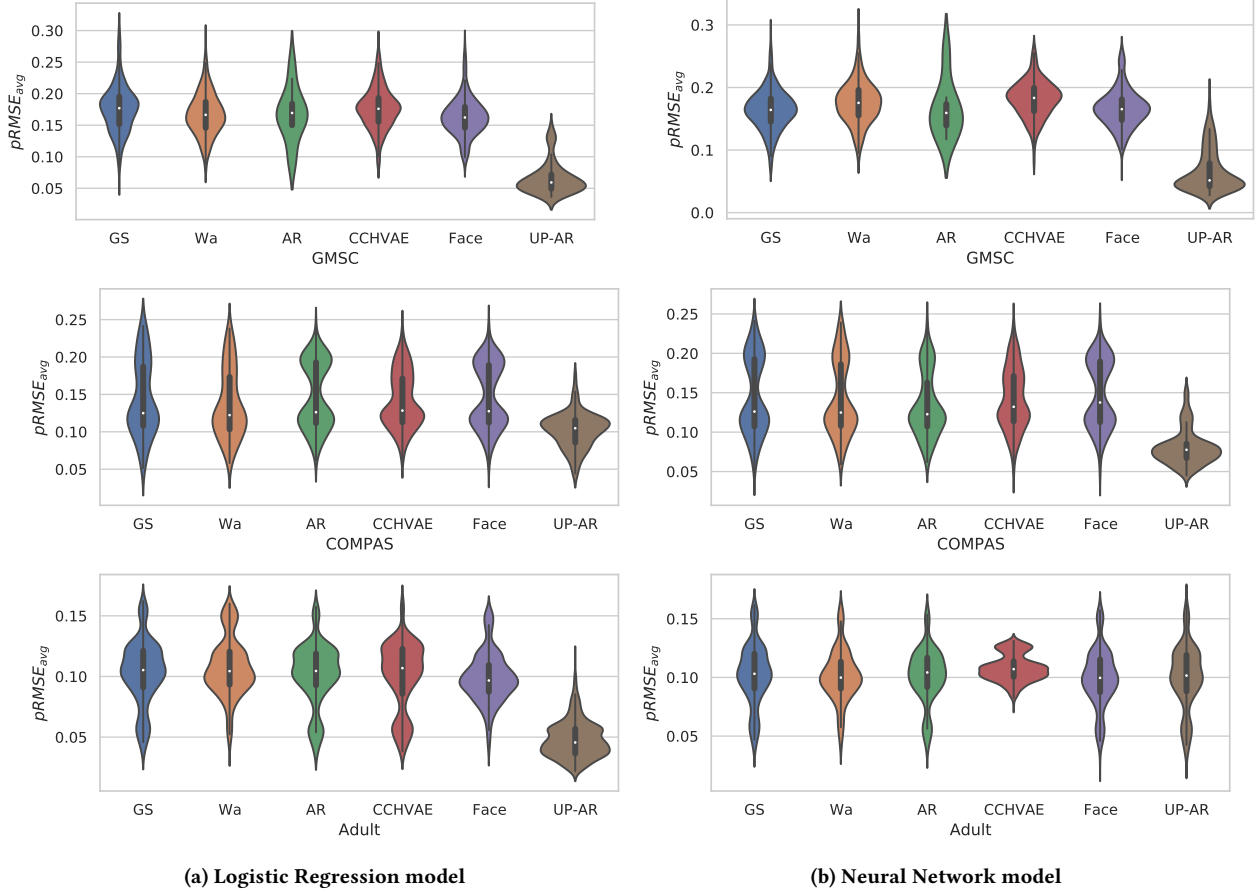 0.30
0.25
0.20
0.15
0.10
0.05
pRMSE_avg
GS Wa AR CCHVAE Face UP-AR
GMSC
0.3
0.2
0.1
0.0
pRMSE_avg
GS Wa AR CCHVAE Face UP-AR
GMSC
0.25
0.20
0.15
0.10
0.05
pRMSE_avg
GS Wa AR CCHVAE Face UP-AR
COMPAS
0.25
0.20
0.15
0.10
0.05
pRMSE_avg
GS Wa AR CCHVAE Face UP-AR
COMPAS
0.15
0.10
0.05
pRMSE_avg
GS Wa AR CCHVAE Face UP-AR
Adult
0.15
0.10
0.05
pRMSE_avg
GS Wa AR CCHVAE Face UP-AR
Adult
(a) Logistic Regression model
(b) Neural Network model